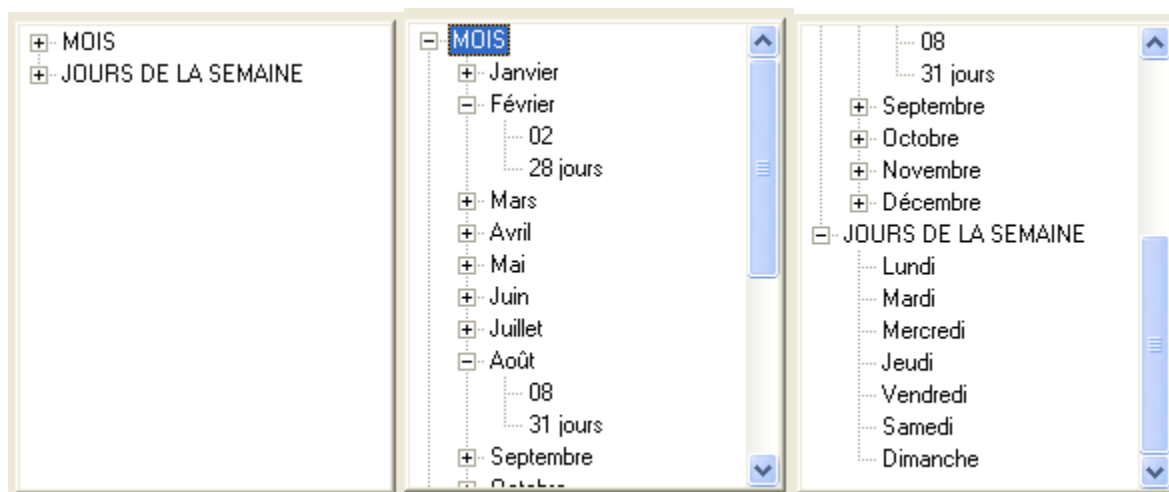 MOIS
JOURS DE LA SEMAINE
MOIS
Janvier
Février
02
28 jours
Mars
Avril
Mai
Juin
Juillet
Août
08
31 jours
Septembre
Octobre
08
31 jours
Septembre
Octobre
Novembre
Décembre
JOURS DE LA SEMAINE
Lundi
Mardi
Mercredi
Jeudi
Vendredi
Samedi
Dimanche